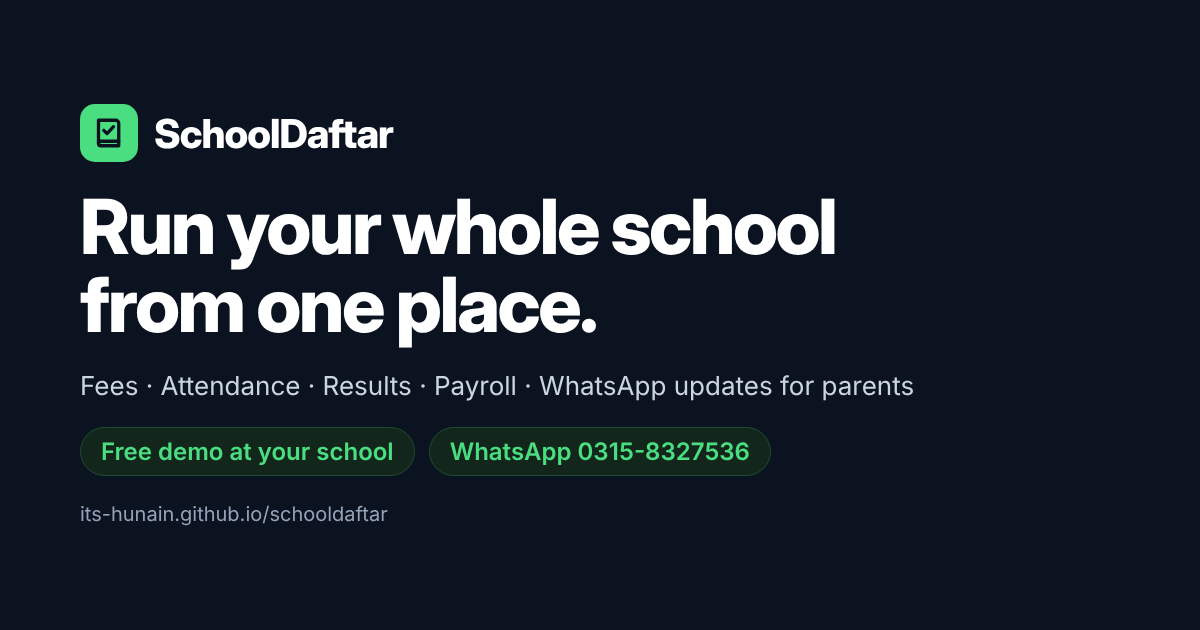 SchoolDaftar
Run your whole school
from one place.
Fees · Attendance · Results · Payroll · WhatsApp updates for parents
Free demo at your school
WhatsApp 0315-8327536
its-hunain.github.io/schooldaftar